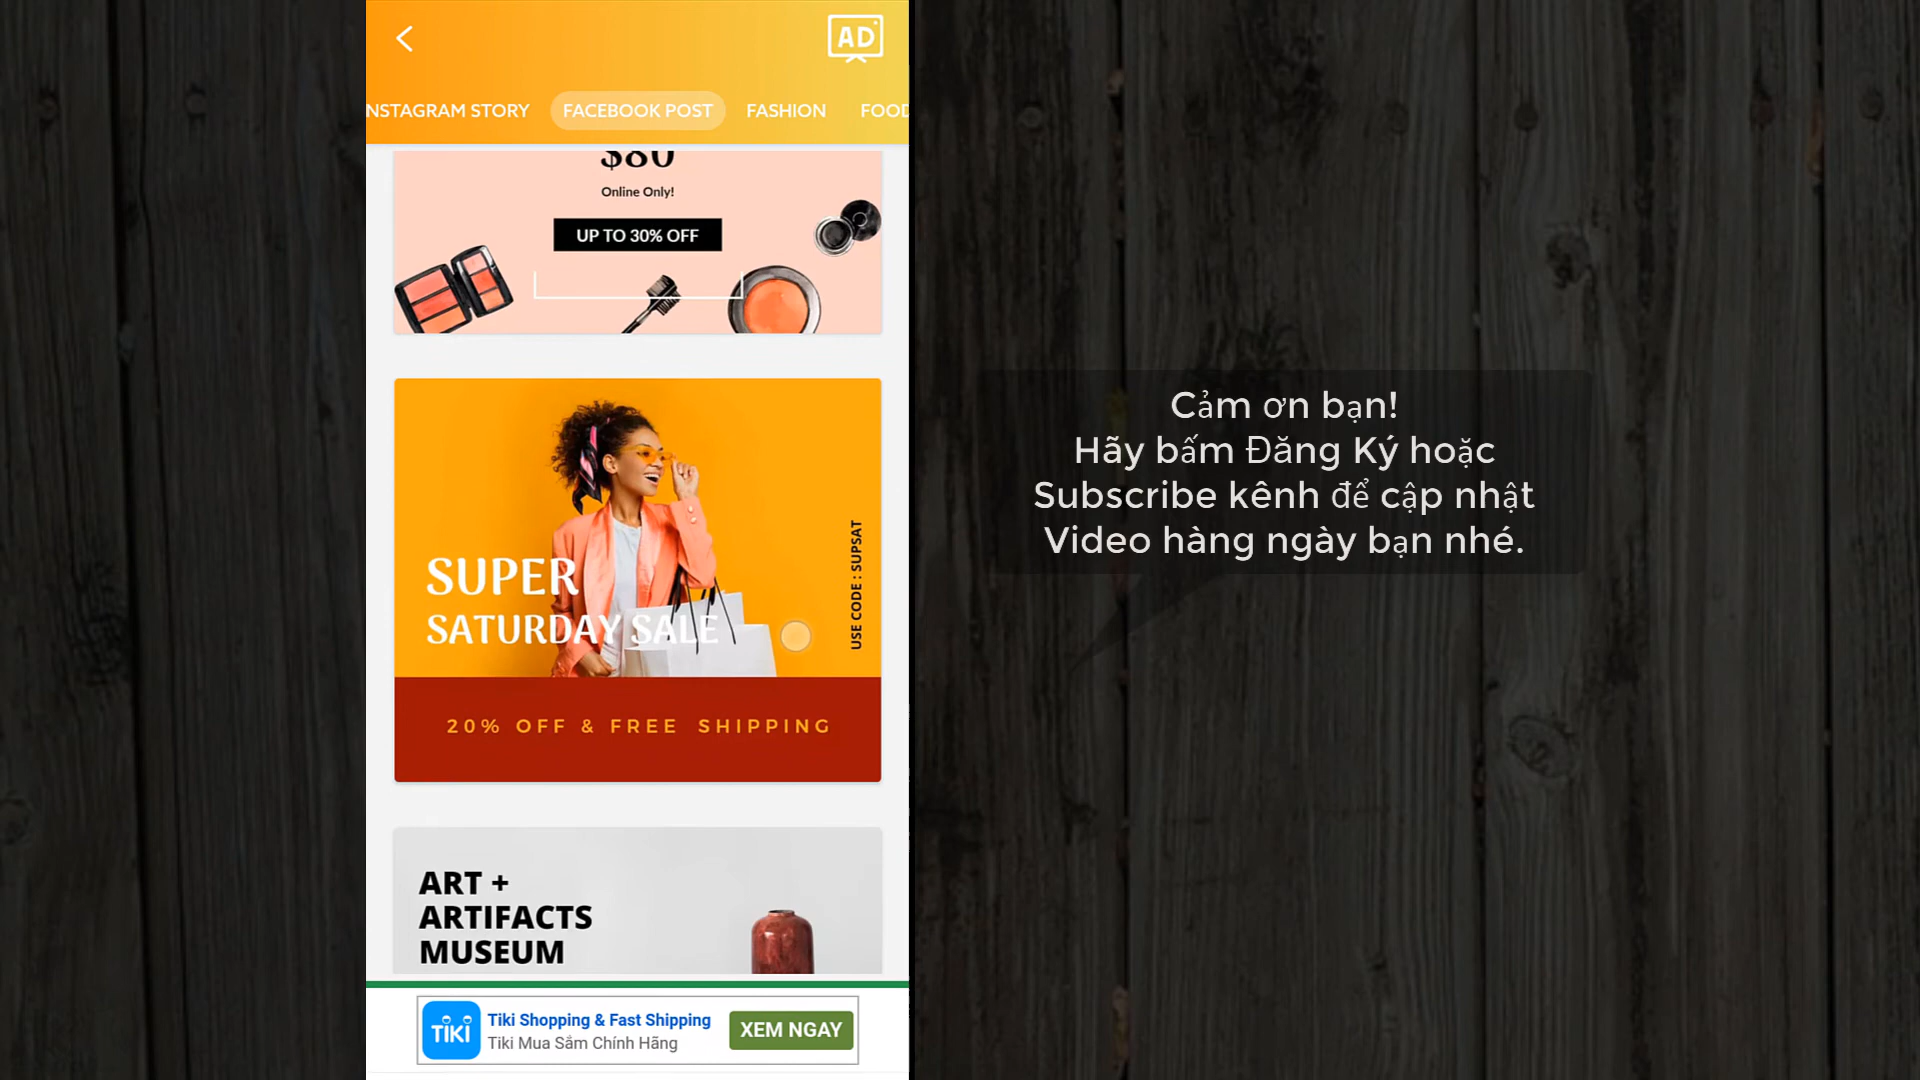 AD
NSTAGRAM STORY
FACEBOOK POST
FASHION
FOOD
$80
Online Only!
UP TO 30% OFF
SUPER
SATURDAY SALE
USE CODE : SUPSAT
20% OFF & FREE SHIPPING
ART +
ARTIFACTS
MUSEUM
TIKI
Tiki Shopping & Fast Shipping
Tiki Mua Sắm Chính Hãng
XEM NGAY
Cảm ơn bạn!
Hãy bấm Đăng Ký hoặc
Subscribe kênh để cập nhật
Video hàng ngày bạn nhé.